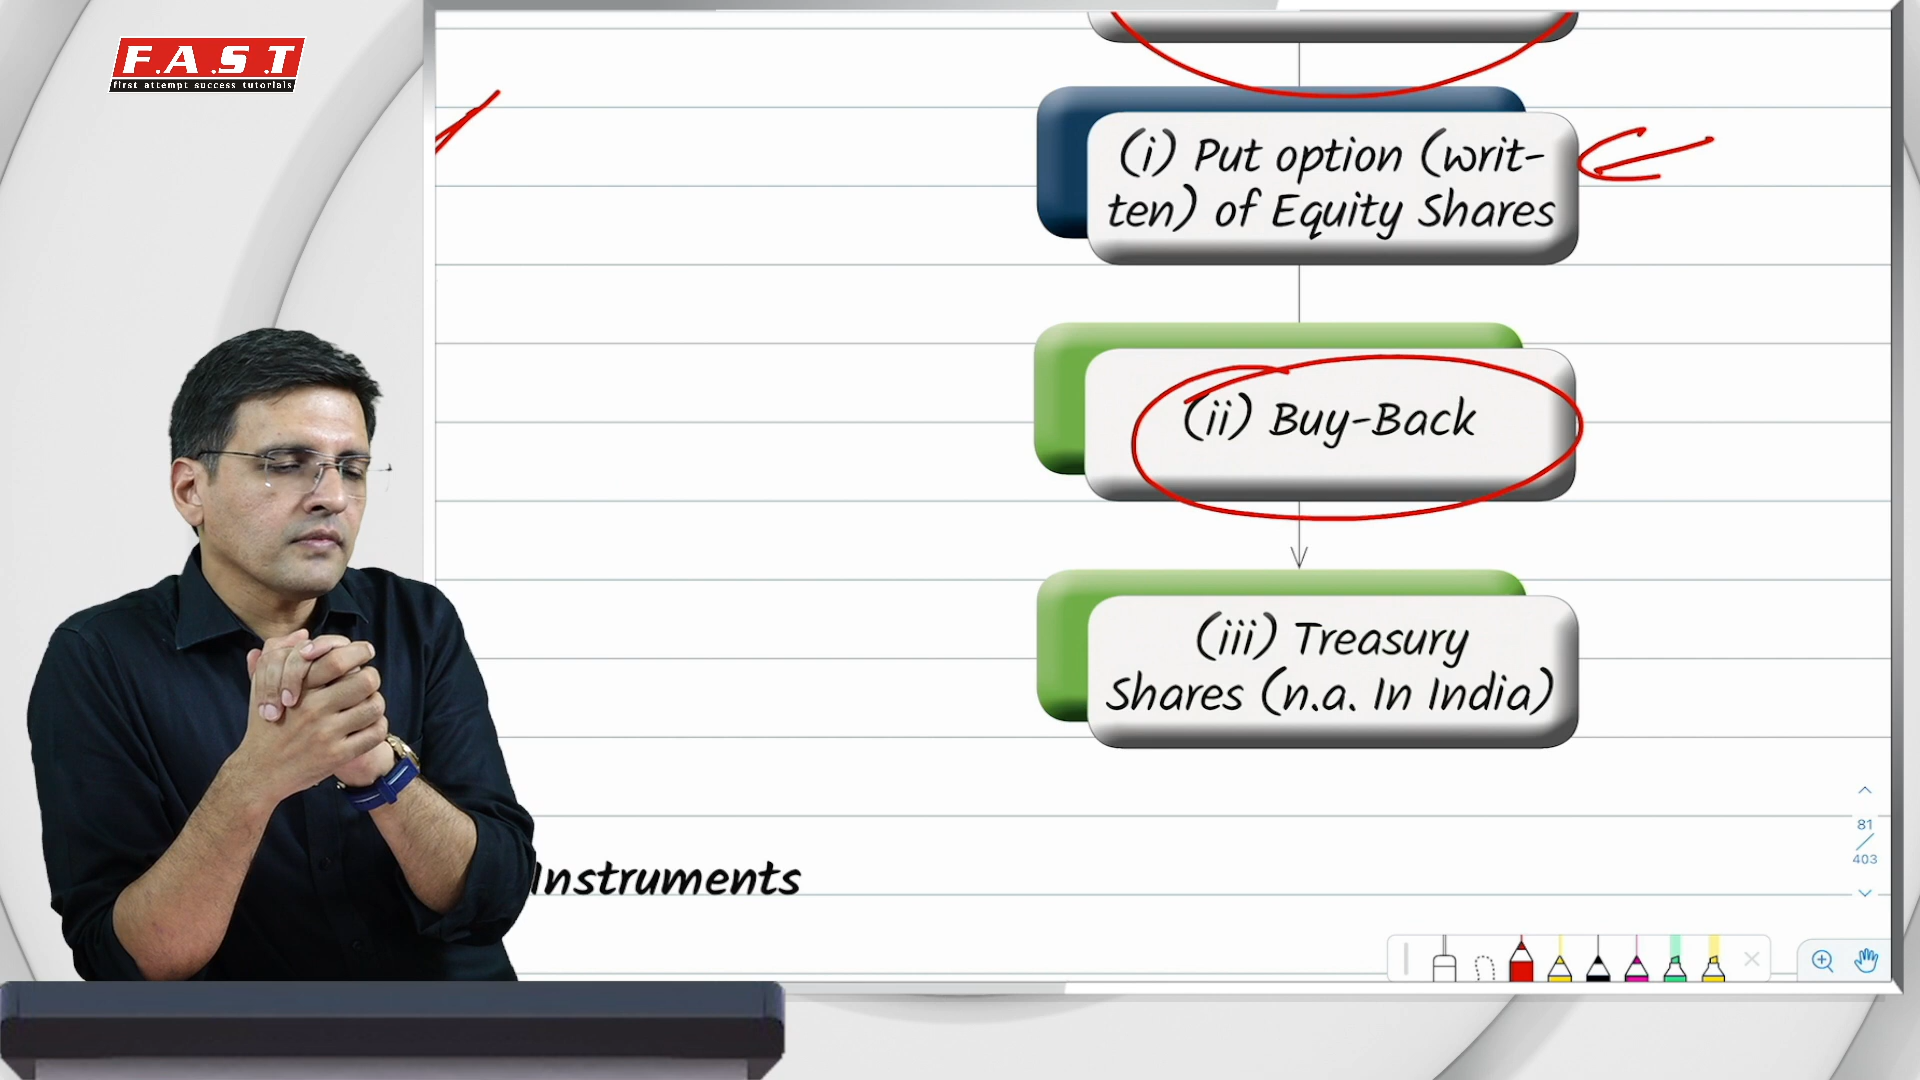 F.A.S.T
first attempt success tutorials
(i) Put option (writ-
ten) of Equity Shares
(ii) Buy-Back
(iii) Treasury
Shares (n.a. In India)
Instruments
81
403